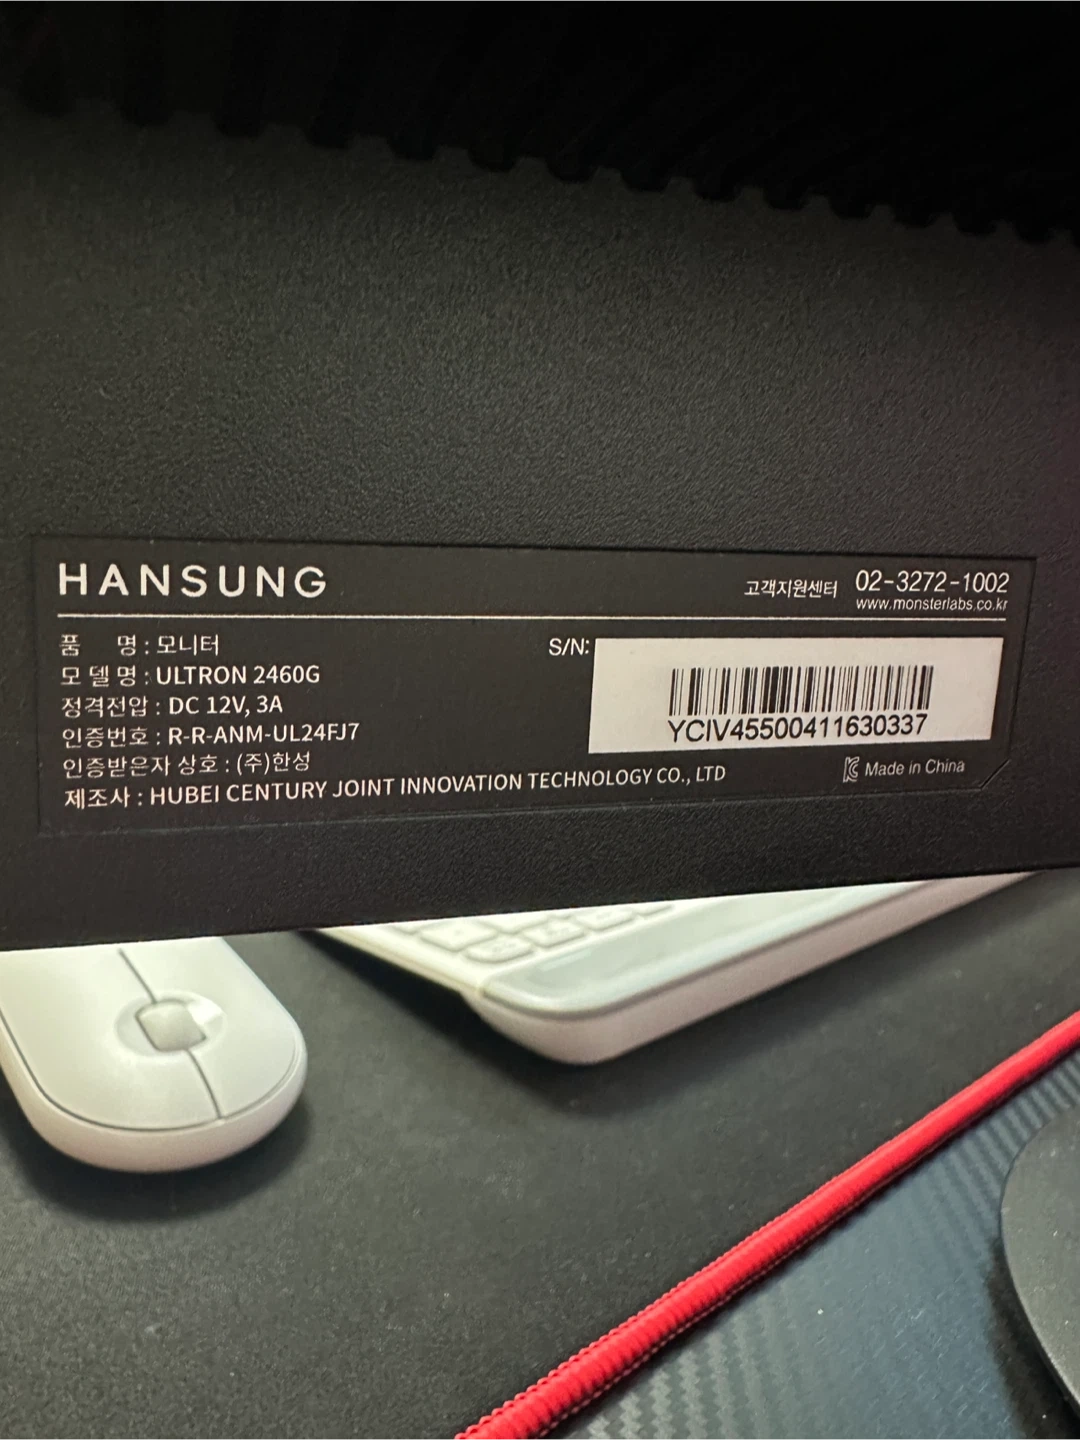 HANSUNG
고객지원센터 02-3272-1002
www.monsterlabs.co.kr
품 명 : 모니터
모 델 명 : ULTRON 2460G
정격전압 : DC 12V, 3A
인증번호 : R-R-ANM-UL24FJ7
인증받은자 상호 : (주)한성
제조사 : HUBEI CENTURY JOINT INNOVATION TECHNOLOGY CO., LTD
S/N:
YCIV45500411630337
Made in China